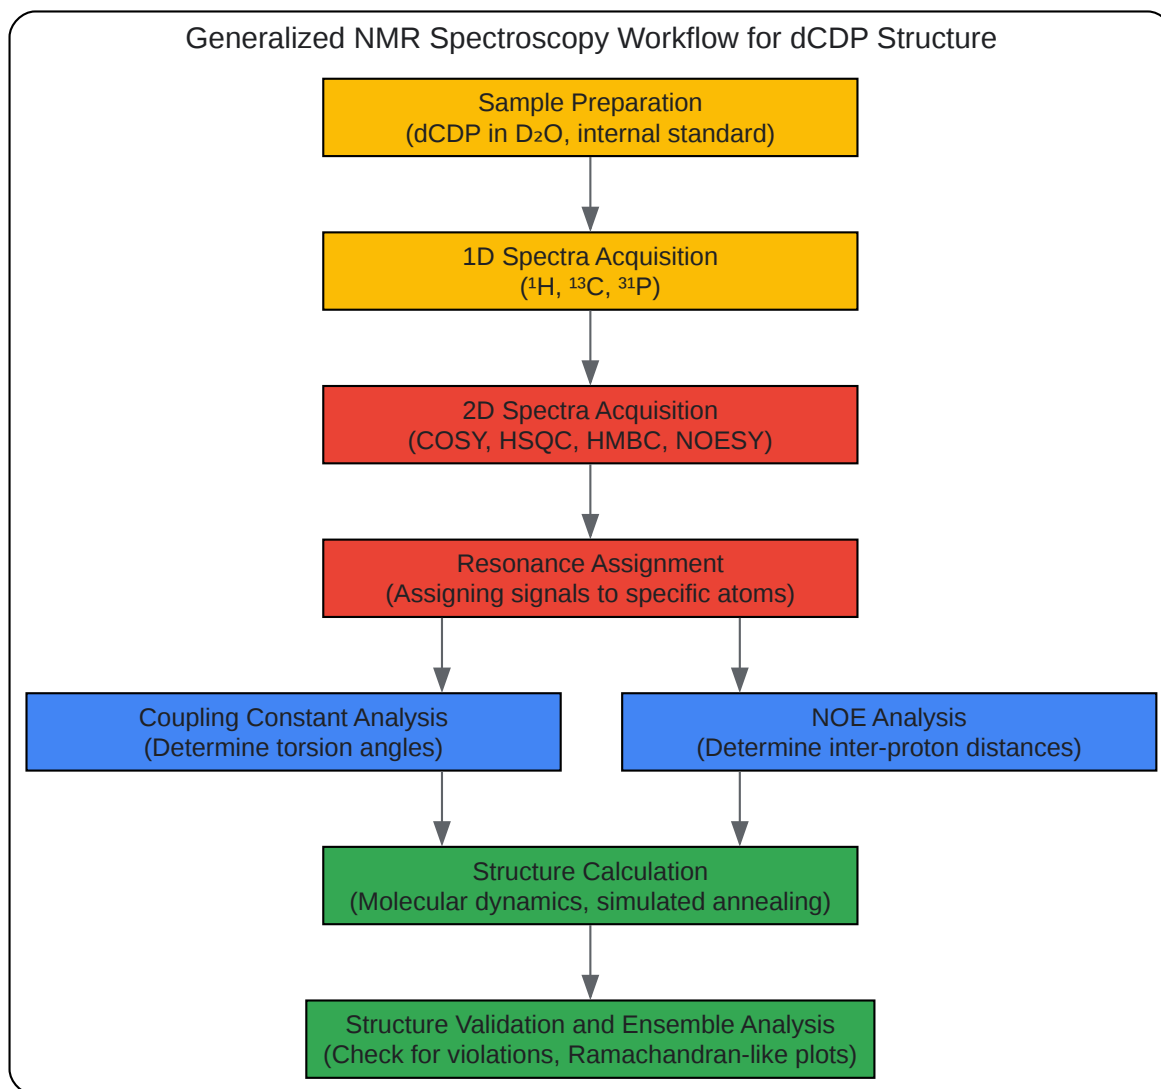 Generalized NMR Spectroscopy Workflow for dCDP Structure
Sample Preparation
(dCDP in D₂O, internal standard)
1D Spectra Acquisition
(¹H, ¹³C, ³¹P)
2D Spectra Acquisition
(COSY, HSQC, HMBC, NOESY)
Resonance Assignment
(Assigning signals to specific atoms)
Coupling Constant Analysis
(Determine torsion angles)
NOE Analysis
(Determine inter-proton distances)
Structure Calculation
(Molecular dynamics, simulated annealing)
Structure Validation and Ensemble Analysis
(Check for violations, Ramachandran-like plots)